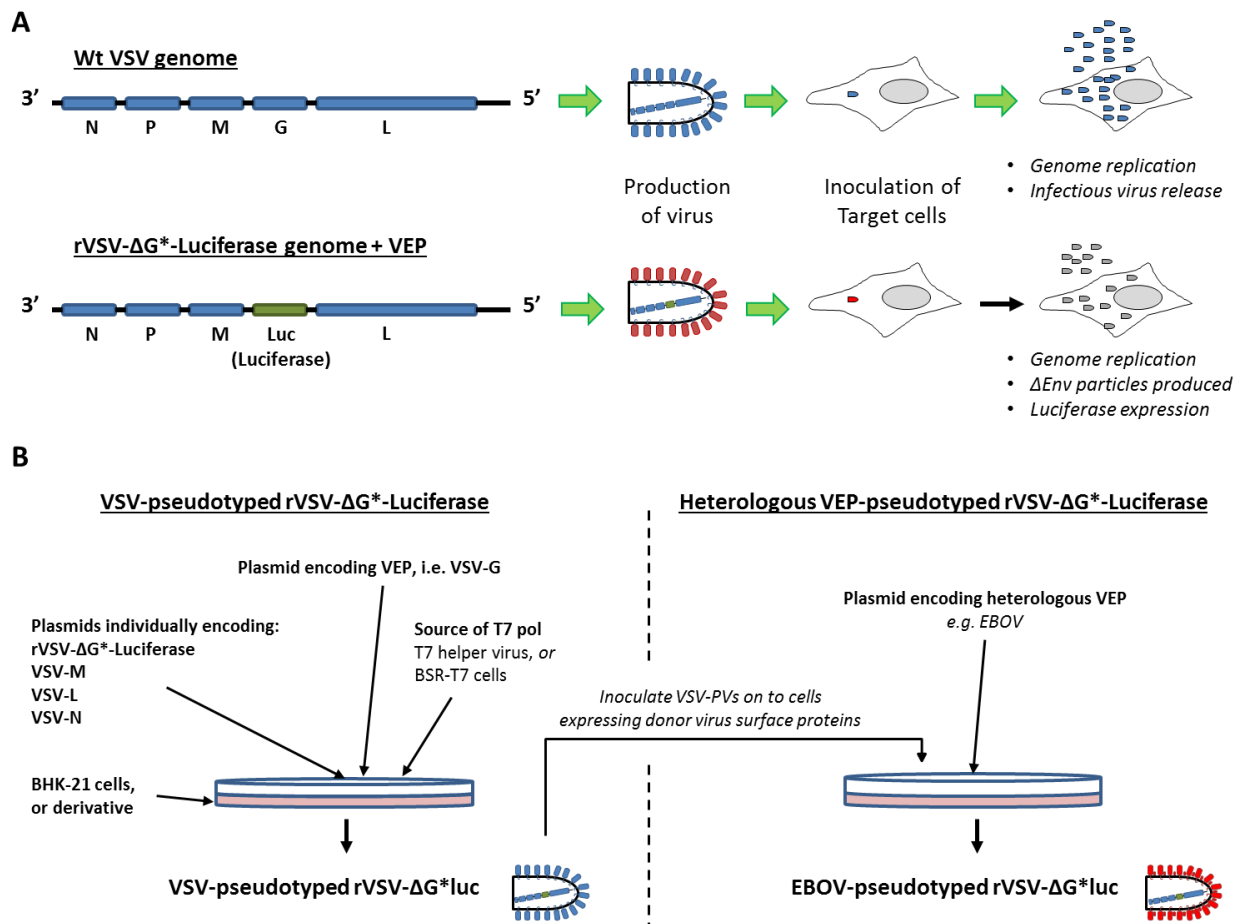 A
Wt VSV genome
3’
5’
N
P
M
G
L
Production
of virus
Inoculation of
Target cells
• Genome replication
• Infectious virus release
rVSV-ΔG*-Luciferase genome + VEP
3’
5’
N
P
M
Luc
(Luciferase)
L
• Genome replication
• ΔEnv particles produced
• Luciferase expression
B
VSV-pseudotyped rVSV-ΔG*-Luciferase
Plasmid encoding VEP, i.e. VSV-G
Plasmids individually encoding:
rVSV-ΔG*-Luciferase
VSV-M
VSV-L
VSV-N
Source of T7 pol
T7 helper virus, or
BSR-T7 cells
BHK-21 cells,
or derivative
VSV-pseudotyped rVSV-ΔG*luc
Inoculate VSV-PVs on to cells
expressing donor virus surface proteins
Heterologous VEP-pseudotyped rVSV-ΔG*-Luciferase
Plasmid encoding heterologous VEP
e.g. EBOV
EBOV-pseudotyped rVSV-ΔG*luc